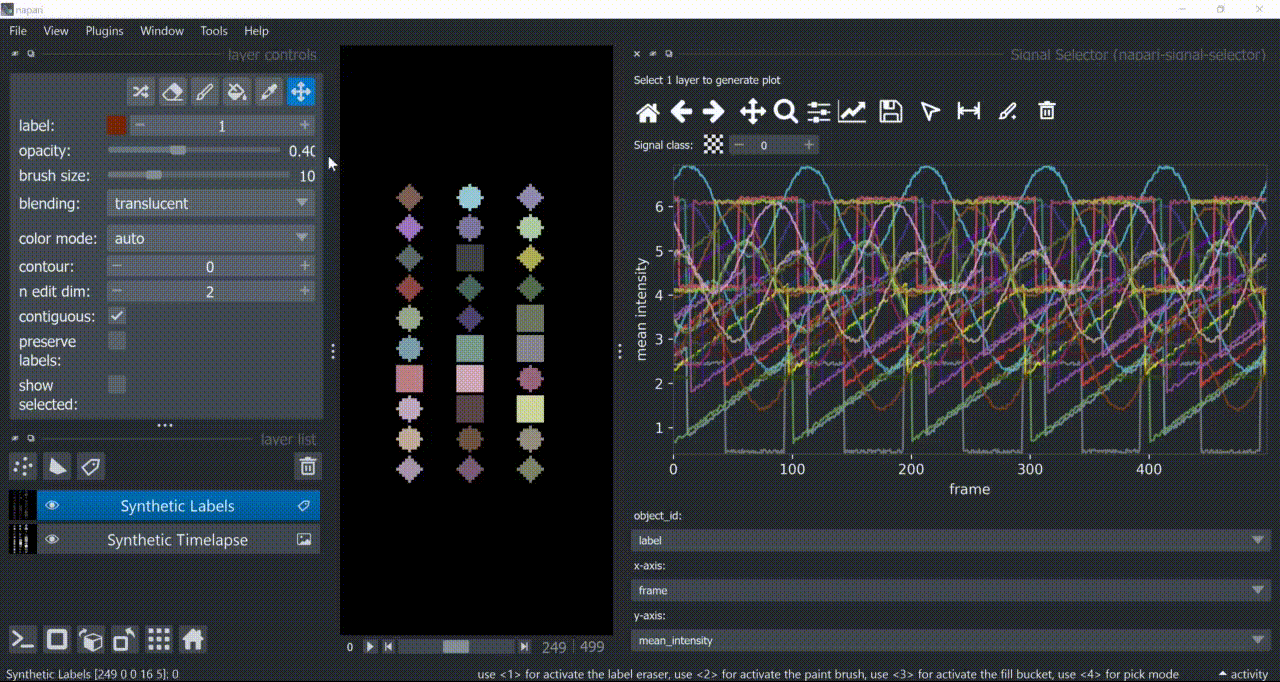 napari
File View Plugins Window Tools Help
layer controls
label: 1
opacity: 0.40
brush size: 10
blending: translucent
color mode: auto
contour: 0
n edit dim: 2
contiguous:
preserve
labels:
show
selected:
layer list
Synthetic Labels
Synthetic Timelapse
Synthetic Labels [249 0 0 16 5]: 0
0 249 499
Signal Selector (napari-signal-selector)
Select 1 layer to generate plot
Signal class: 0
6
5
4
3
2
1
mean intensity
0 100 200 300 400
frame
object_id:
label
x-axis:
frame
y-axis:
mean_intensity
use <1> for activate the label eraser, use <2> for activate the paint brush, use <3> for activate the fill bucket, use <4> for pick mode
activity